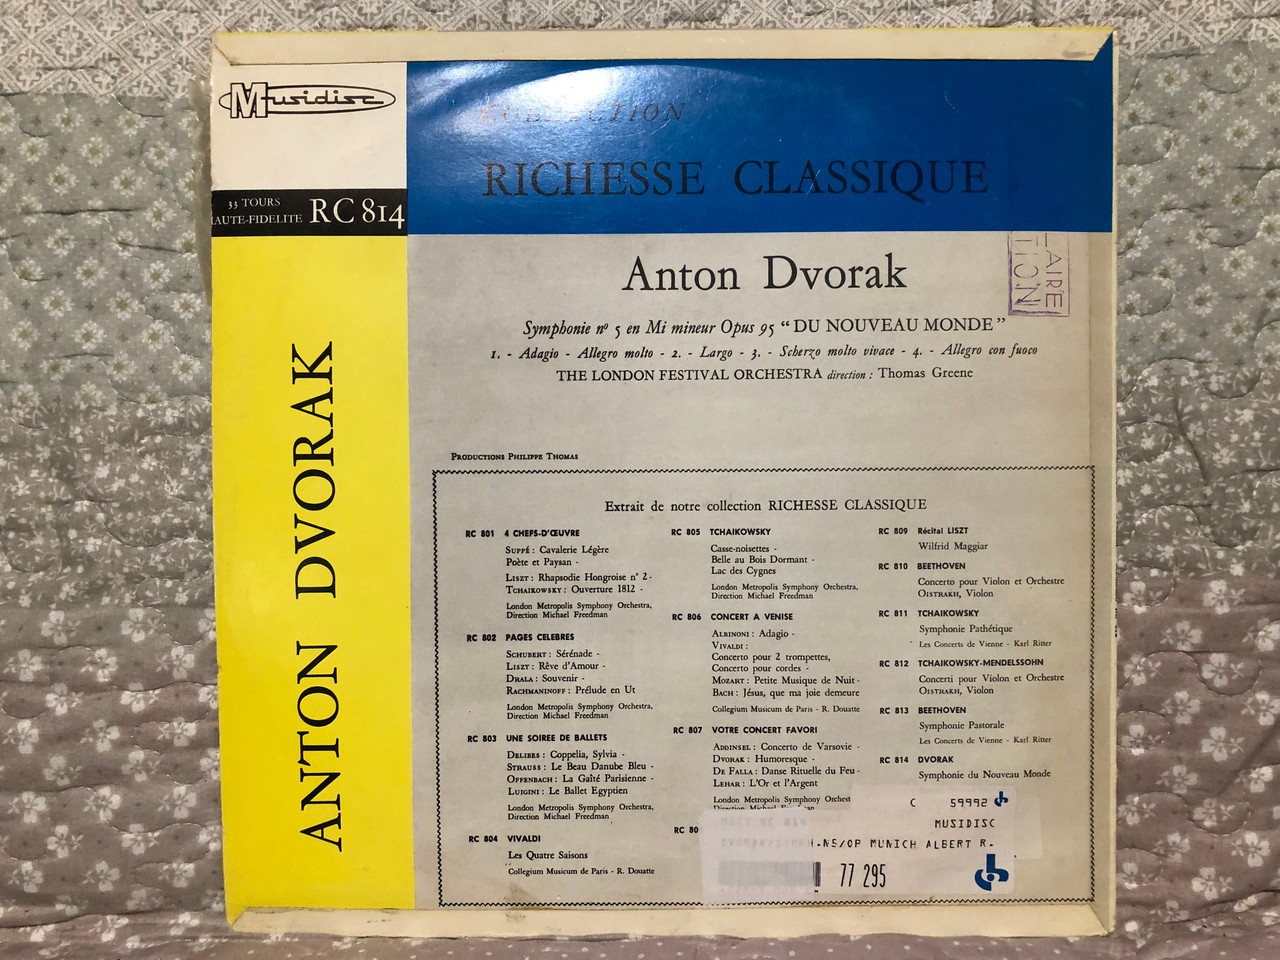 Musidisc
33 TOURS
HAUTE-FIDELITE RC 814
ANTON DVORAK
COLLECTION
RICHESSE CLASSIQUE
Anton Dvorak
Symphonie nº 5 en Mi mineur Opus 95 “DU NOUVEAU MONDE”
1. - Adagio - Allegro molto - 2. - Largo - 3. - Scherzo molto vivace - 4. - Allegro con fuoco
THE LONDON FESTIVAL ORCHESTRA direction : Thomas Greene
LAIRE
TION
PRODUCTIONS PHILIPPE THOMAS
Extrait de notre collection RICHESSE CLASSIQUE
RC 801 4 CHEFS-D'ŒUVRE
SUPPÉ : Cavalerie Légère
Poète et Paysan -
LISZT : Rhapsodie Hongroise n° 2 -
TCHAIKOWSKY : Ouverture 1812 -
London Metropolis Symphony Orchestra,
Direction Michael Freedman
RC 802 PAGES CELEBRES
SCHUBERT : Sérénade -
LISZT : Rêve d'Amour -
DRALA : Souvenir -
RACHMANINOFF : Prélude en Ut
London Metropolis Symphony Orchestra,
Direction Michael Freedman
RC 803 UNE SOIREE DE BALLETS
DELIBES : Coppelia, Sylvia -
STRAUSS : Le Beau Danube Bleu -
OFFENBACH : La Gaîté Parisienne -
LUIGINI : Le Ballet Egyptien
London Metropolis Symphony Orchestra,
Direction Michael Freedman
RC 804 VIVALDI
Les Quatre Saisons
Collegium Musicum de Paris - R. Douatte
RC 805 TCHAIKOWSKY
Casse-noisettes -
Belle au Bois Dormant -
Lac des Cygnes
London Metropolis Symphony Orchestra,
Direction Michael Freedman
RC 806 CONCERT A VENISE
ALBINONI : Adagio -
VIVALDI :
Concerto pour 2 trompettes,
Concerto pour cordes -
MOZART : Petite Musique de Nuit -
BACH : Jésus, que ma joie demeure
Collegium Musicum de Paris - R. Douatte
RC 807 VOTRE CONCERT FAVORI
ADDINSEL : Concerto de Varsovie -
DVORAK : Humoresque -
DE FALLA : Danse Rituelle du Feu -
LEHAR : L'Or et l'Argent
London Metropolis Symphony Orchest
Direction Michael Freedman
RC 80
RC 809 Récital LISZT
Wilfrid Maggiar
RC 810 BEETHOVEN
Concerto pour Violon et Orchestre
OISTRAKH, Violon
RC 811 TCHAIKOWSKY
Symphonie Pathétique
Les Concerts de Vienne - Karl Ritter
RC 812 TCHAIKOWSKY-MENDELSSOHN
Concerti pour Violon et Orchestre
OISTRAKH, Violon
RC 813 BEETHOVEN
Symphonie Pastorale
Les Concerts de Vienne - Karl Ritter
RC 814 DVORAK
Symphonie du Nouveau Monde
C 59992
MUSIDISC
.N5/OP MUNICH ALBERT R.
77 295